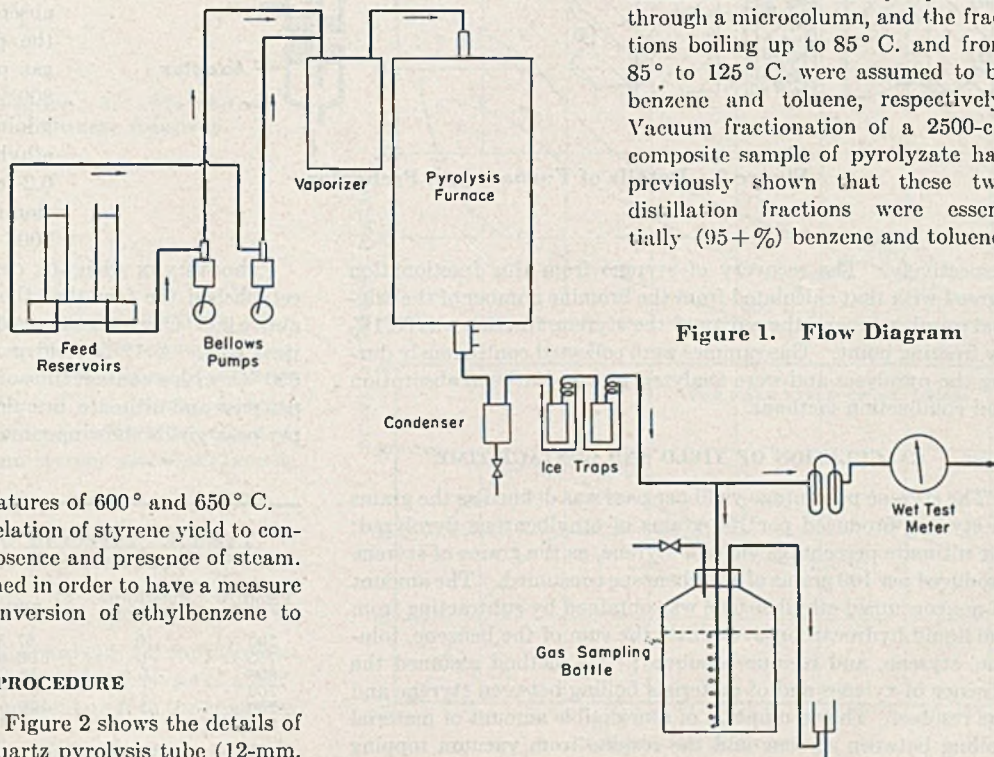 through a microcolumn, and the frac
tions boiling up to 85° C. and from
85° to 125° C. were assumed to b
benzene and toluene, respectively
Vacuum fractionation of a 2500-c
composite sample of pyrolyzate ha
previously shown that these tw
distillation fractions were essen
tially (95+%) benzene and toluene
Vaporizer
Pyrolysis
Furnace
Feed
Reservoirs
Bellows
Pumps
Figure 1. Flow Diagram
Condenser
Ice Traps
Wet Test
Meter
Gas Sampling
Bottle
atures of 600° and 650° C.
elation of styrene yield to con-
bsence and presence of steam.
ned in order to have a measure
nversion of ethylbenzene to
PROCEDURE
Figure 2 shows the details of
uartz pyrolysis tube (12-mm.